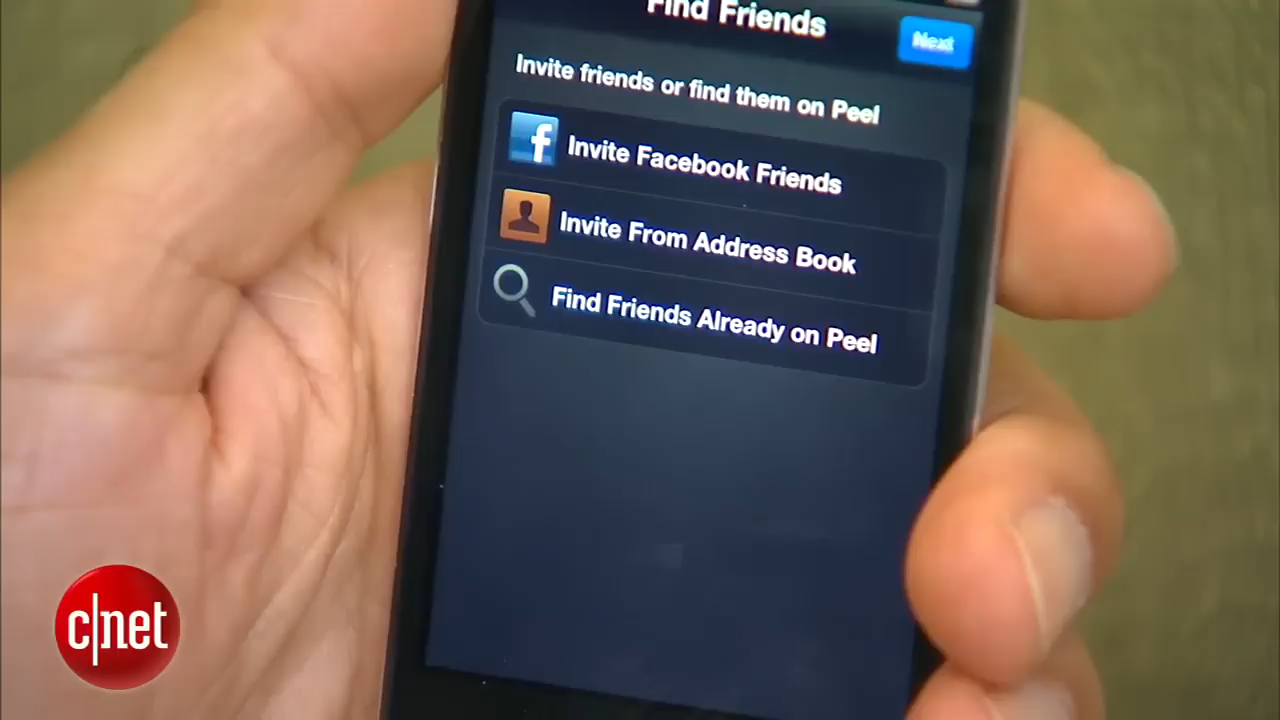 Find Friends
Next
Invite friends or find them on Peel
f
Invite Facebook Friends
Invite From Address Book
Find Friends Already on Peel
c|net